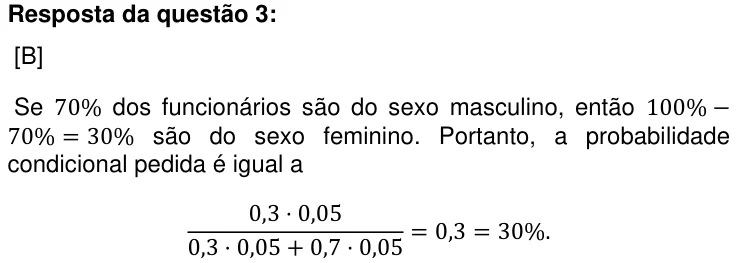 Resposta da questão 3:
[B]
Se 70% dos funcionários são do sexo masculino, então 100% −
70% = 30% são do sexo feminino. Portanto, a probabilidade
condicional pedida é igual a
0,3 · 0,05
0,3 · 0,05 + 0,7 · 0,05 = 0,3 = 30%.